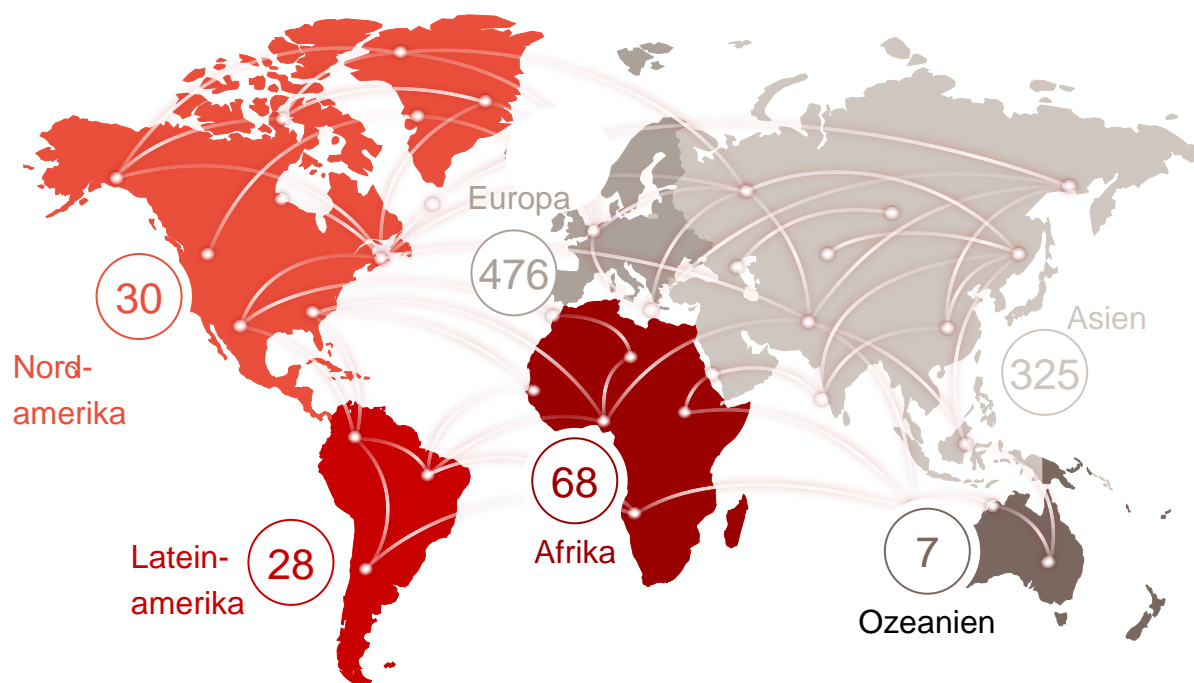 Europa
476
30
Nord-
amerika
Asien
325
68
Afrika
Latein-
amerika
28
7
Ozeanien